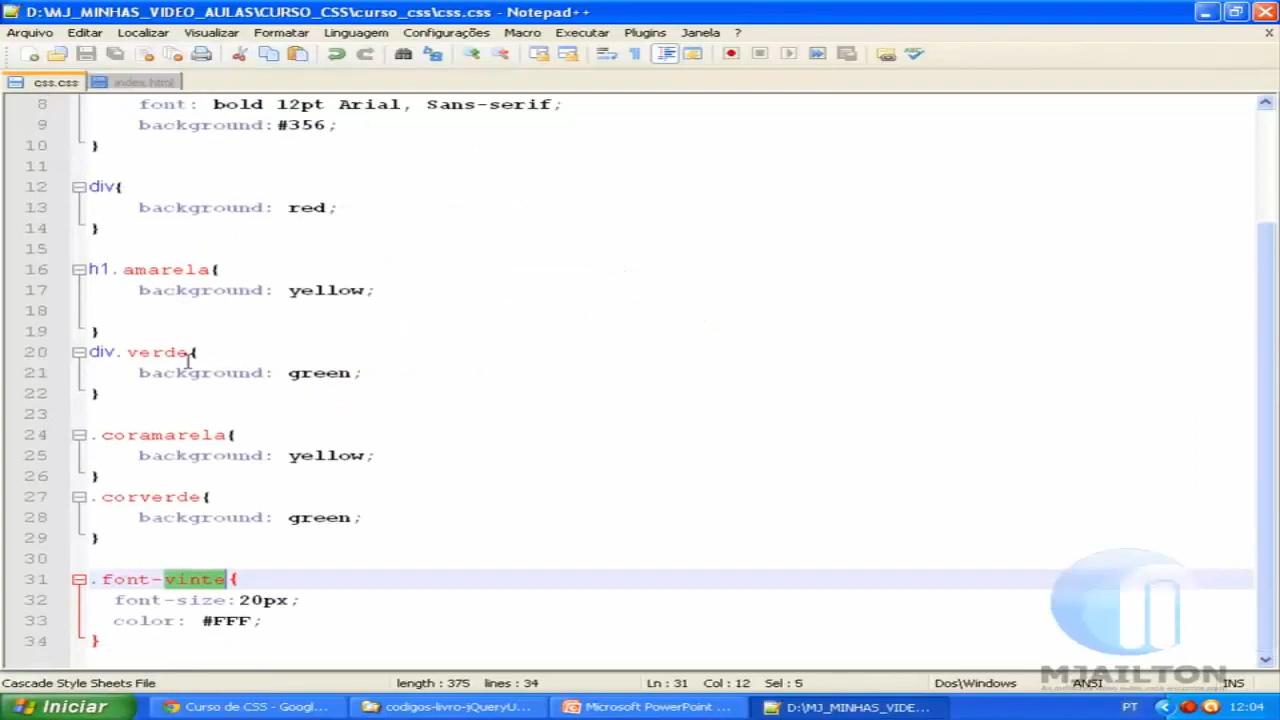 D:\MJ_MINHAS_VIDEO_AULAS\CURSO_CSS\curso_css\css.css - Notepad++
Arquivo Editar Localizar Visualizar Formatar Linguagem Configurações Macro Executar Plugins Janela ? X
css.css index.html
8 font: bold 12pt Arial, Sans-serif;
9 background:#356;
10 }
11
12 div{
13 background: red;
14 }
15
16 h1.amarela{
17 background: yellow;
18
19 }
20 div.verde{
21 background: green;
22 }
23
24 .coramarela{
25 background: yellow;
26 }
27 .corverde{
28 background: green;
29 }
30
31 .font-vinte{
32 font-size:20px;
33 color: #FFF;
34 }
MJAILTON
Cascade Style Sheets File length : 375 lines : 34 Ln : 31 Col : 12 Sel : 5 Dos\Windows ANSI INS
Iniciar Curso de CSS - Googl... codigos-livro-jQueryU... Microsoft PowerPoint ... D:\MJ_MINHAS_VIDE... PT 12:04